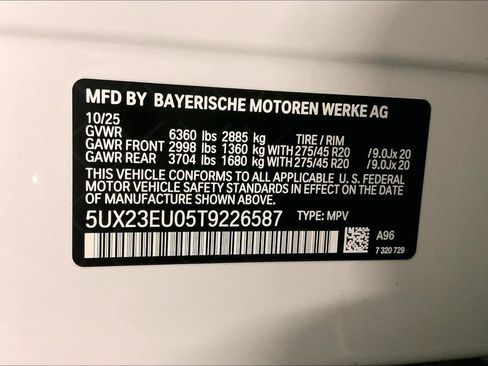 MFD BY BAYERISCHE MOTOREN WERKE AG
10/25
GVWR 6360 lbs 2885 kg TIRE / RIM
GAWR FRONT 2998 lbs 1360 kg WITH 275/45 R20 / 9.0Jx 20
GAWR REAR 3704 lbs 1680 kg WITH 275/45 R20 / 9.0Jx 20
THIS VEHICLE CONFORMS TO ALL APPLICABLE U. S. FEDERAL
MOTOR VEHICLE SAFETY STANDARDS IN EFFECT ON THE
DATE OF MANUFACTURE SHOWN ABOVE.
5UX23EU05T9226587 TYPE: MPV
A96
7 320 729